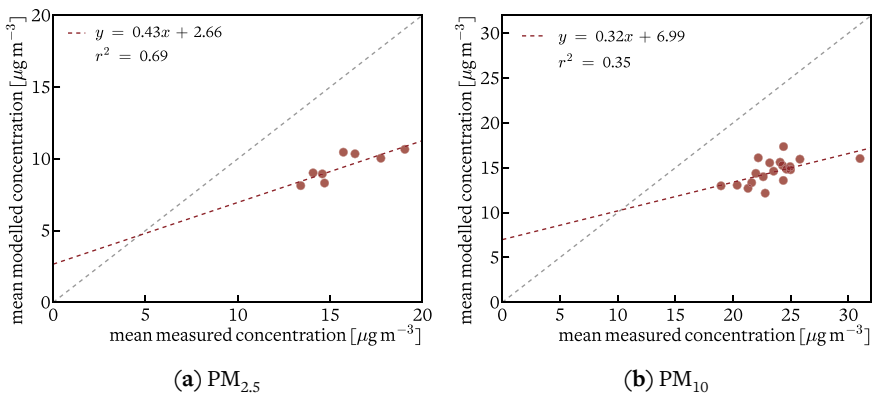 mean modelled concentration [μg m⁻³]
20
15
10
5
0
y = 0.43x + 2.66
r² = 0.69
0 5 10 15 20
mean measured concentration [μg m⁻³]
(a) PM₂.₅
mean modelled concentration [μg m⁻³]
30
25
20
15
10
5
0
y = 0.32x + 6.99
r² = 0.35
0 5 10 15 20 25 30
mean measured concentration [μg m⁻³]
(b) PM₁₀